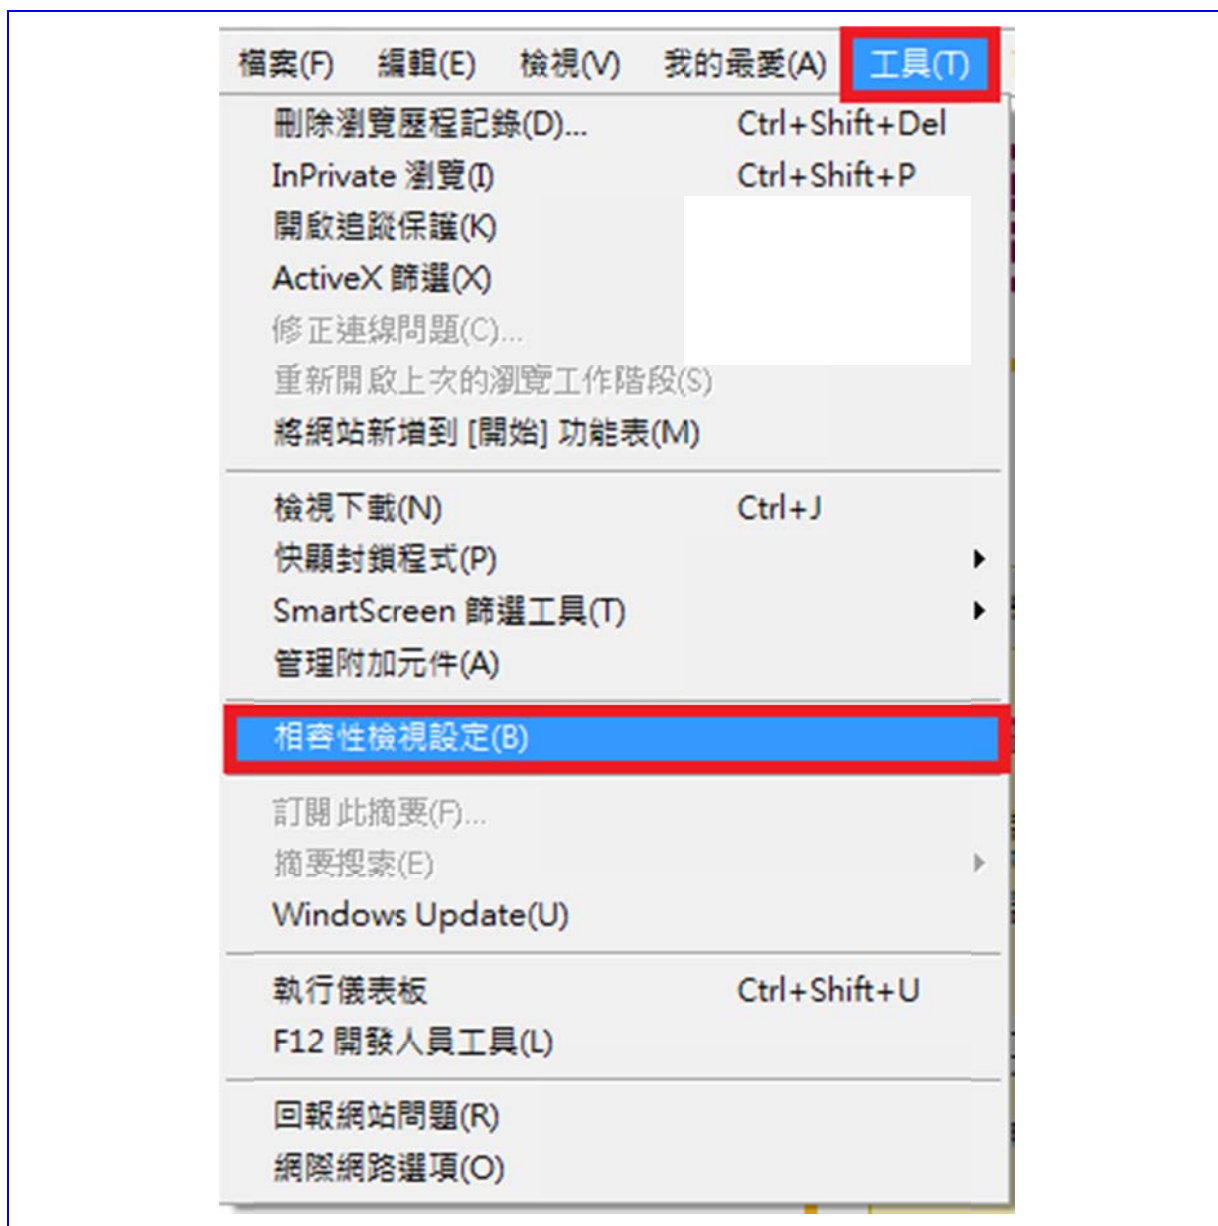 檔案(F) 編輯(E) 檢視(V) 我的最愛(A) 工具(T)
刪除瀏覽歷程記錄(D)... Ctrl+Shift+Del
InPrivate 瀏覽(I) Ctrl+Shift+P
開啟追蹤保護(K)
ActiveX 篩選(X)
修正連線問題(C)...
重新開啟上次的瀏覽工作階段(S)
將網站新增到 [開始] 功能表(M)
檢視下載(N) Ctrl+J
快顯封鎖程式(P)
SmartScreen 篩選工具(T)
管理附加元件(A)
相容性檢視設定(B)
訂閱此摘要(F)...
摘要搜索(E)
Windows Update(U)
執行儀表板 Ctrl+Shift+U
F12 開發人員工具(L)
回報網站問題(R)
網際網路選項(O)